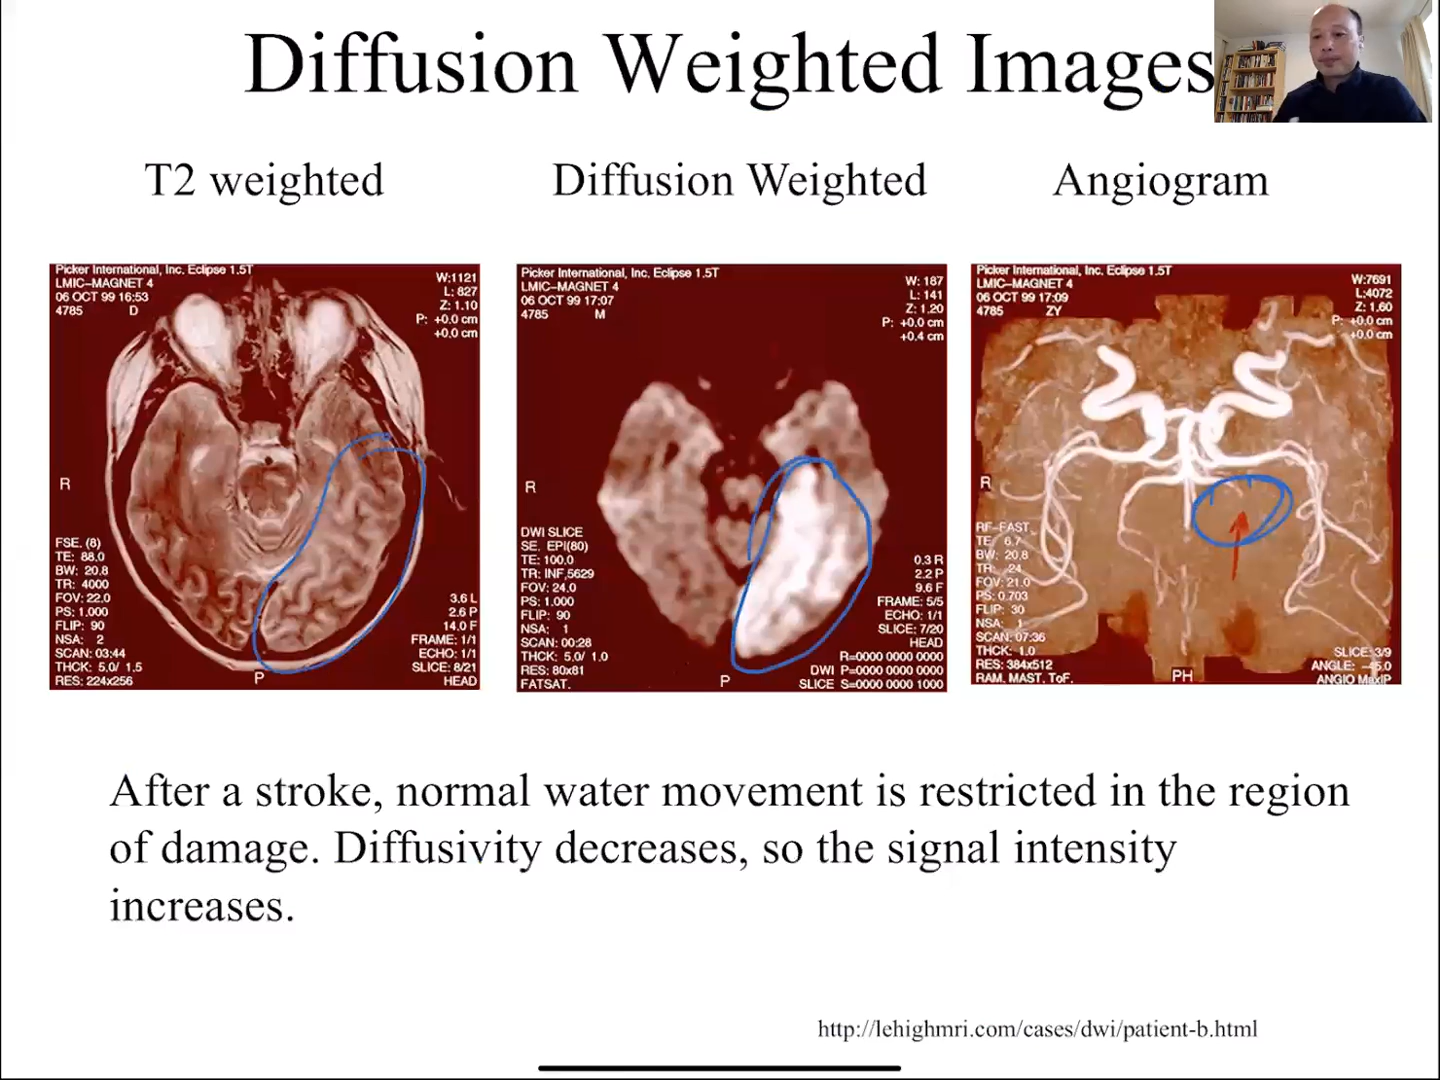 Diffusion Weighted Images
T2 weighted
Diffusion Weighted
Angiogram
Picker International, Inc. Eclipse 1.5T
LMIC-MAGNET 4
06 OCT 99 16:53
4785 D
W:1121
L: 827
Z: 1.10
P: +0.0 cm
+0.0 cm
R
FSE. (8)
TE: 88.0
BW: 20.8
TR: 4000
FOV: 22.0
PS: 1.000
FLIP: 90
NSA: 2
SCAN: 03:44
THCK: 5.0/ 1.5
RES: 224x256
3.6 L
2.6 P
14.0 F
FRAME: 1/1
ECHO: 1/1
SLICE: 8/21
HEAD
P
Picker International, Inc. Eclipse 1.5T
LMIC-MAGNET 4
06 OCT 99 17:07
4785 M
W: 187
L: 141
Z: 1.20
P: +0.0 cm
+0.4 cm
R
DWI SLICE
SE. EPI(80)
TE: 100.0
TR: INF,5629
FOV: 24.0
PS: 1.000
FLIP: 90
NSA: 1
SCAN: 00:28
THCK: 5.0/ 1.0
RES: 80x81
FATSAT.
0.3 R
2.2 P
9.6 F
FRAME: 5/5
ECHO: 1/1
SLICE: 7/20
HEAD
R=0000 0000 0000
DWI P=0000 0000 0000
SLICE S=0000 0000 1000
P
Picker International, Inc. Eclipse 1.5T
LMIC-MAGNET 4
06 OCT 99 17:09
4785 ZY
W:7691
L:4072
Z: 1.60
P: +0.0 cm
+0.0 cm
R
RF-FAST.
TE: 6.7
BW: 20.8
TR: 24
FOV: 21.0
PS: 0.703
FLIP: 30
NSA: 1
SCAN: 07:36
THCK: 1.0
RES: 384x512
RAM. MAST. ToF.
SLICE: 3/9
ANGLE: -45.0
ANGIO MaxIP
PH
After a stroke, normal water movement is restricted in the region
of damage. Diffusivity decreases, so the signal intensity
increases.
http://lehighmri.com/cases/dwi/patient-b.html